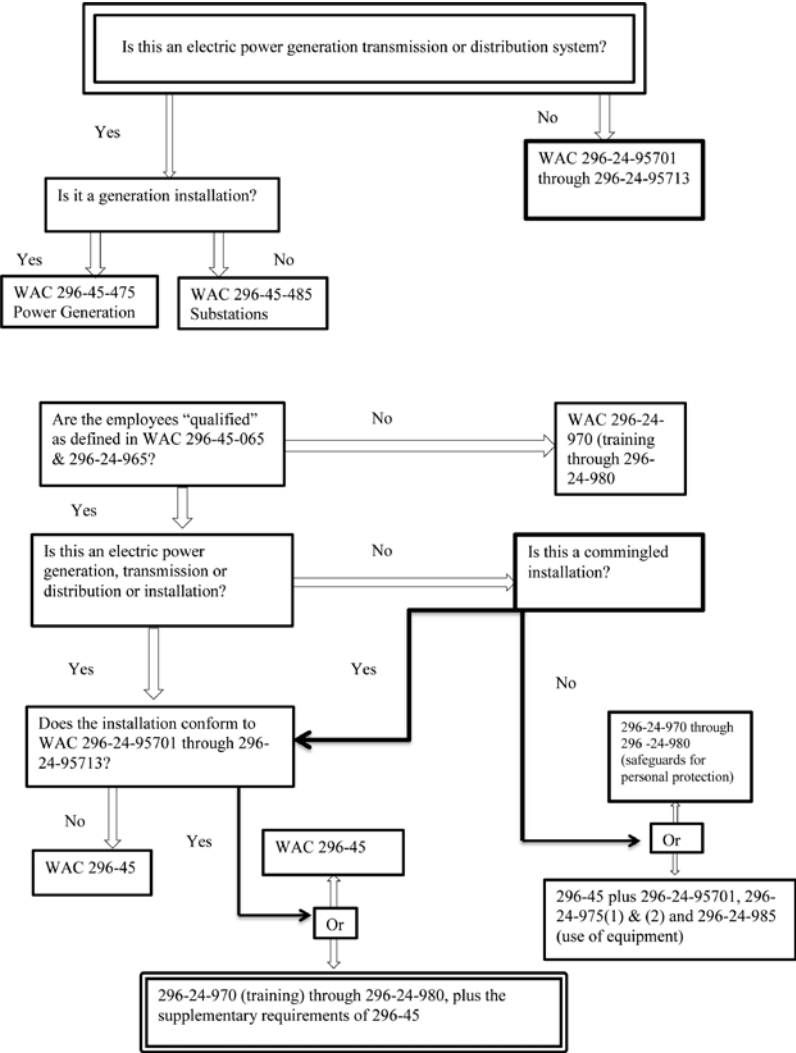 Is this an electric power generation transmission or distribution system?
Yes
No
WAC 296-24-95701
through 296-24-95713
Is it a generation installation?
Yes
No
WAC 296-45-475
Power Generation
WAC 296-45-485
Substations
Are the employees “qualified”
as defined in WAC 296-45-065
& 296-24-965?
No
WAC 296-24-
970 (training
through 296-
24-980
Yes
Is this an electric power
generation, transmission or
distribution or installation?
No
Is this a commingled
installation?
Yes
Yes
No
Does the installation conform to
WAC 296-24-95701 through 296-
24-95713?
296-24-970 through
296 -24-980
(safeguards for
personal protection)
No
Yes
WAC 296-45
WAC 296-45
Or
Or
296-45 plus 296-24-95701, 296-
24-975(1) & (2) and 296-24-985
(use of equipment)
296-24-970 (training) through 296-24-980, plus the
supplementary requirements of 296-45